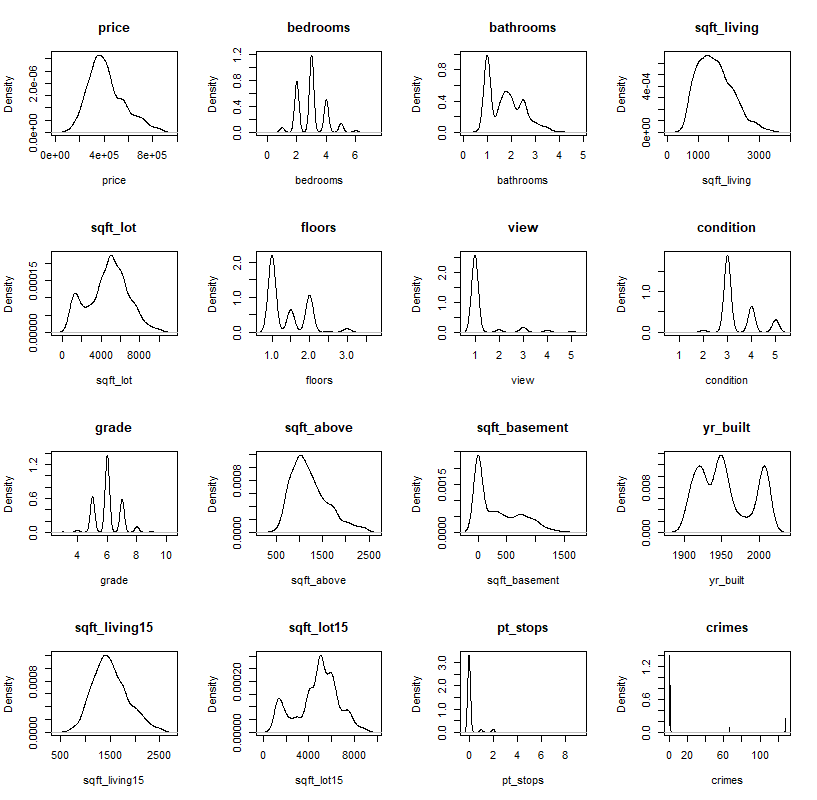 price bedrooms bathrooms sqft_living
Density 0.0e+00 2.0e-06 Density 0.0 0.4 0.8 1.2 Density 0.0 0.4 0.8 Density 0e+00 4e-04
0e+00 4e+05 8e+05 0 2 4 6 0 1 2 3 4 5 0 1000 3000
price bedrooms bathrooms sqft_living
sqft_lot floors view condition
Density 0.00000 0.00015 Density 0.0 1.0 2.0 Density 0.0 1.0 2.0 Density 0.0 1.0
0 4000 8000 1.0 2.0 3.0 1 2 3 4 5 1 2 3 4 5
sqft_lot floors view condition
grade sqft_above sqft_basement yr_built
Density 0.0 0.6 1.2 Density 0.0000 0.0008 Density 0.0000 0.0015 Density 0.000 0.008
4 6 8 10 500 1500 2500 0 500 1500 1900 1950 2000
grade sqft_above sqft_basement yr_built
sqft_living15 sqft_lot15 pt_stops crimes
Density 0.0000 0.0008 Density 0.00000 0.00020 Density 0.0 1.0 2.0 3.0 Density 0.0 0.6 1.2
500 1500 2500 0 4000 8000 0 2 4 6 8 0 20 60 100
sqft_living15 sqft_lot15 pt_stops crimes